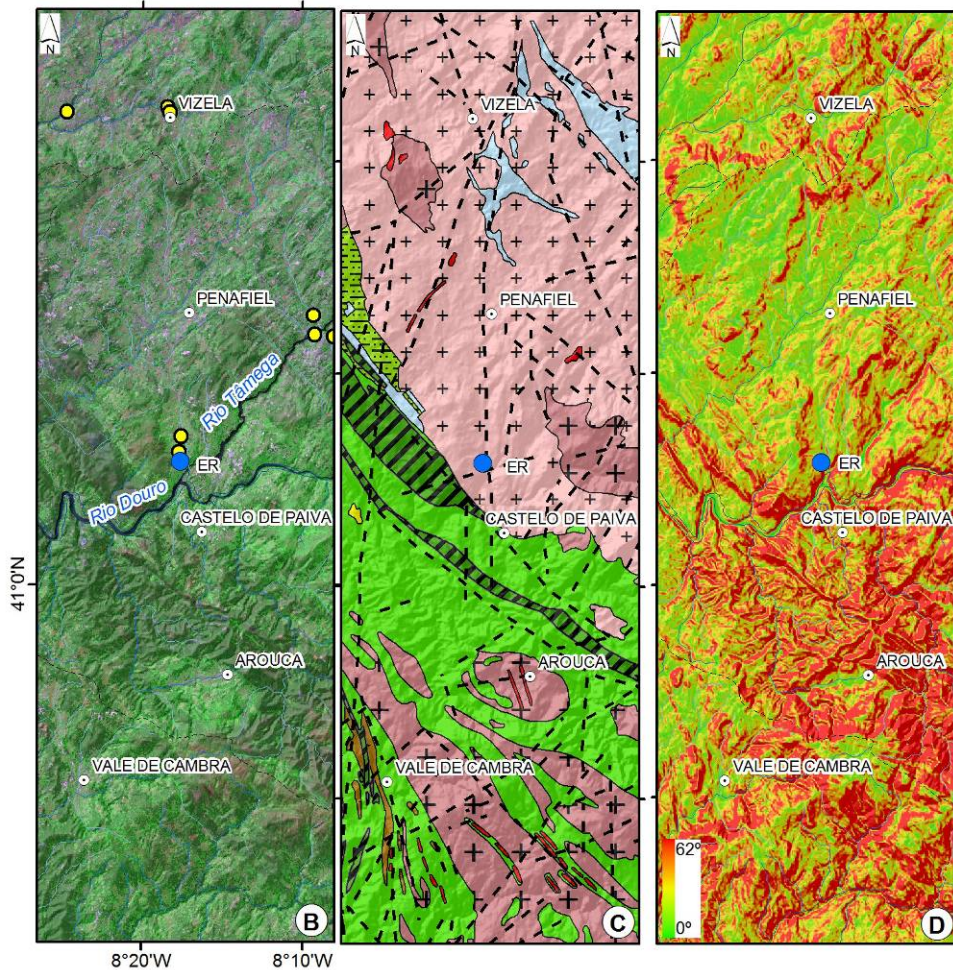 N
VIZELA
PENAFIEL
Rio Tâmega
ER
Rio Douro
CASTELO DE PAIVA
41°0'N
AROUCA
VALE DE CAMBRA
B
8°20'W
8°10'W
N
VIZELA
PENAFIEL
ER
CASTELO DE PAIVA
AROUCA
VALE DE CAMBRA
C
N
VIZELA
PENAFIEL
ER
CASTELO DE PAIVA
AROUCA
VALE DE CAMBRA
62º
0º
D